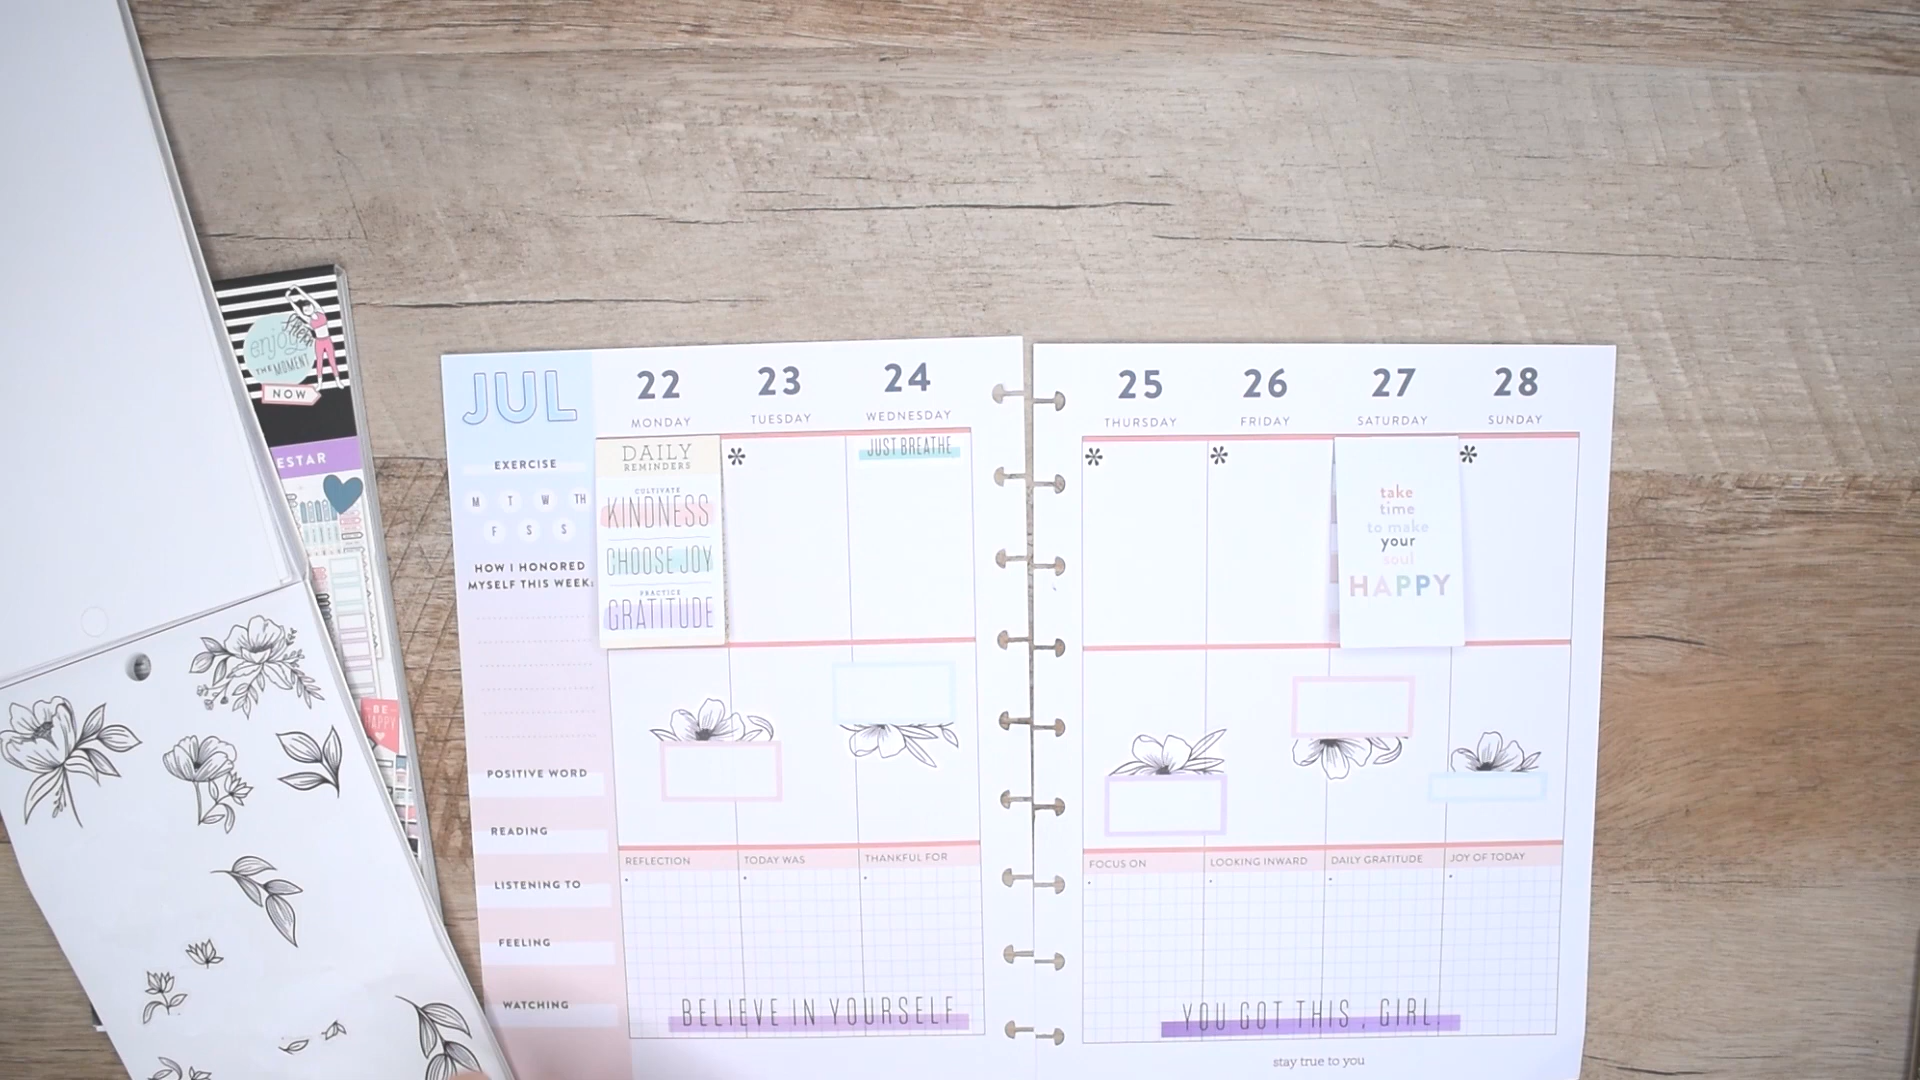 enjoy
THE MOMENT
NOW
ESTAR
BE
HAPPY
JUL
EXERCISE
M T W TH
F S S
HOW I HONORED
MYSELF THIS WEEK:
POSITIVE WORD
READING
LISTENING TO
FEELING
WATCHING
22 23 24
MONDAY TUESDAY WEDNESDAY
DAILY
REMINDERS
CULTIVATE
KINDNESS
CHOOSE JOY
PRACTICE
GRATITUDE
*
JUST BREATHE
REFLECTION TODAY WAS THANKFUL FOR
BELIEVE IN YOURSELF
25 26 27 28
THURSDAY FRIDAY SATURDAY SUNDAY
* * *
take
time
to make
your
soul
HAPPY
FOCUS ON LOOKING INWARD DAILY GRATITUDE JOY OF TODAY
YOU GOT THIS, GIRL.
stay true to you